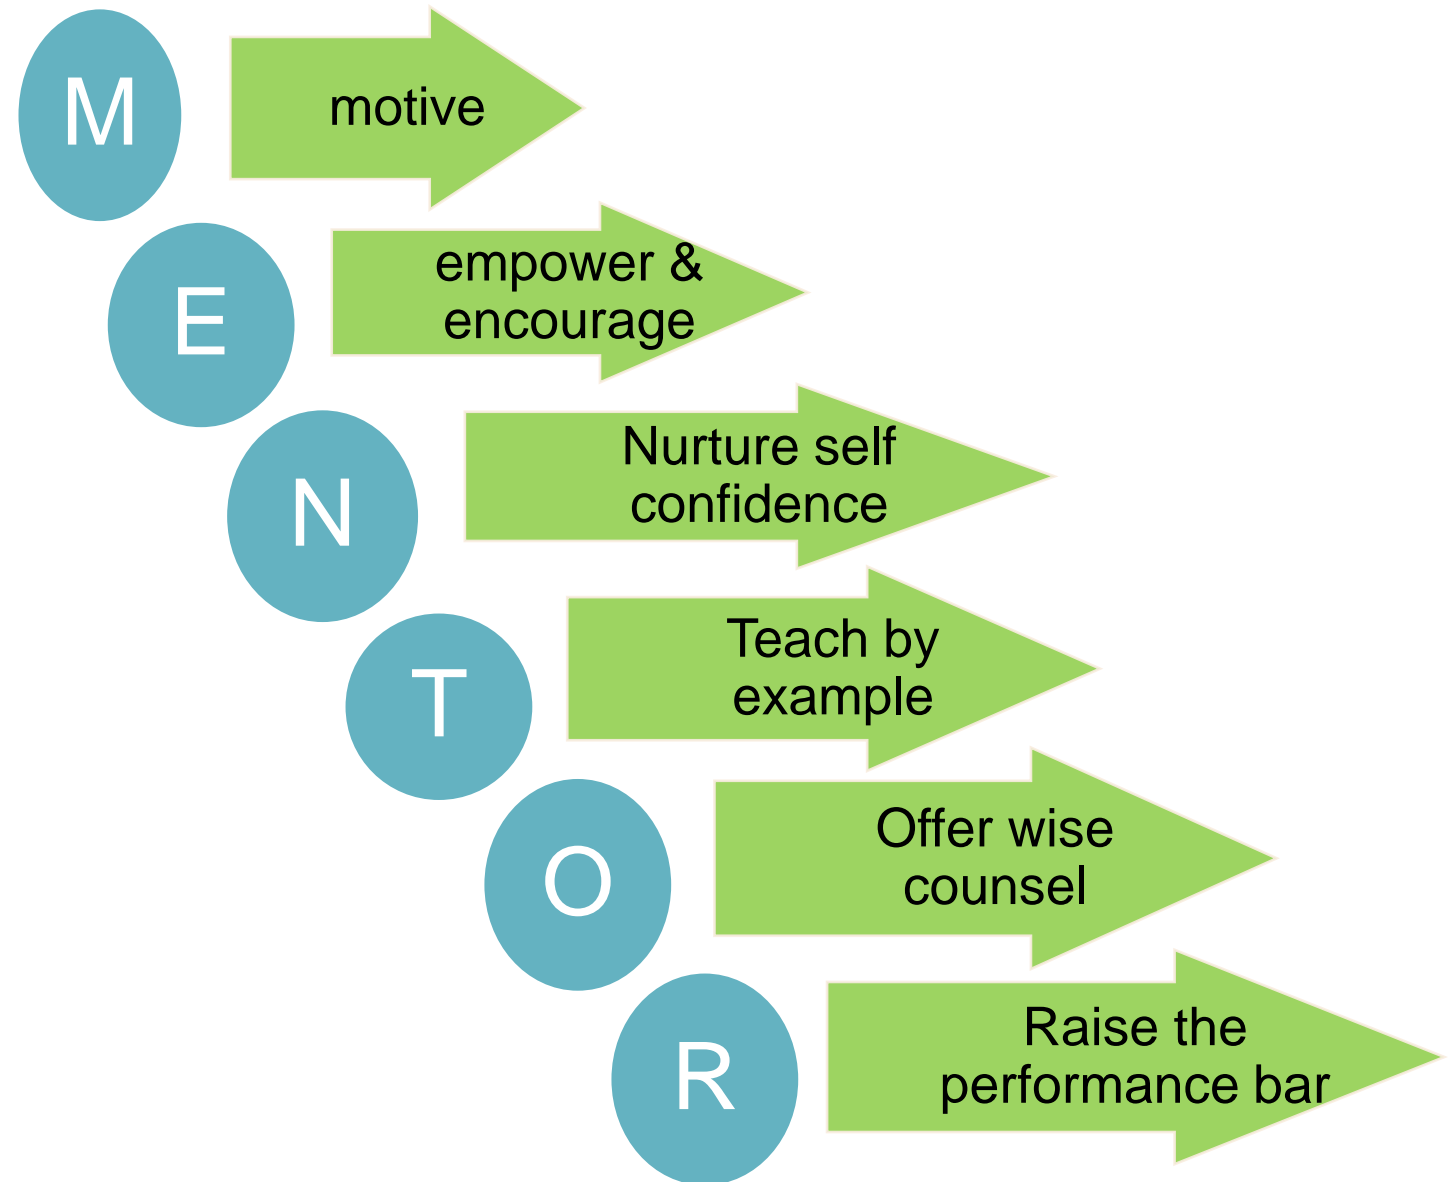 M
motive
E
empower &
encourage
N
Nurture self
confidence
T
Teach by
example
O
Offer wise
counsel
R
Raise the
performance bar